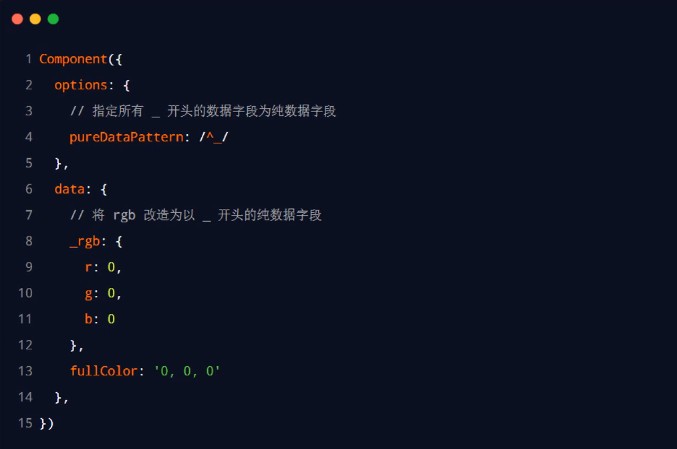 1 Component({
2   options: {
3     // 指定所有 _ 开头的数据字段为纯数据字段
4     pureDataPattern: /^_/
5   },
6   data: {
7     // 将 rgb 改造为以 _ 开头的纯数据字段
8     _rgb: {
9       r: 0,
10       g: 0,
11       b: 0
12     },
13     fullColor: '0, 0, 0'
14   },
15 })